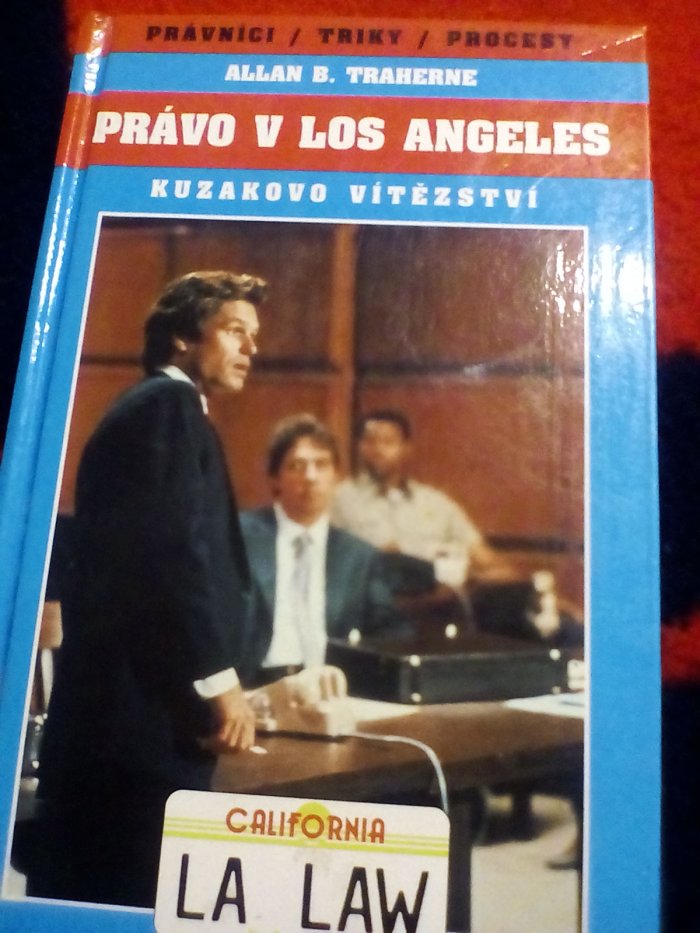 PRÁVNÍCI / TRIKY / PROCESY
ALLAN B. TRAHERNE
PRÁVO V LOS ANGELES
KUZAKOVO VÍTĚZSTVÍ
CALIFORNIA
LA LAW